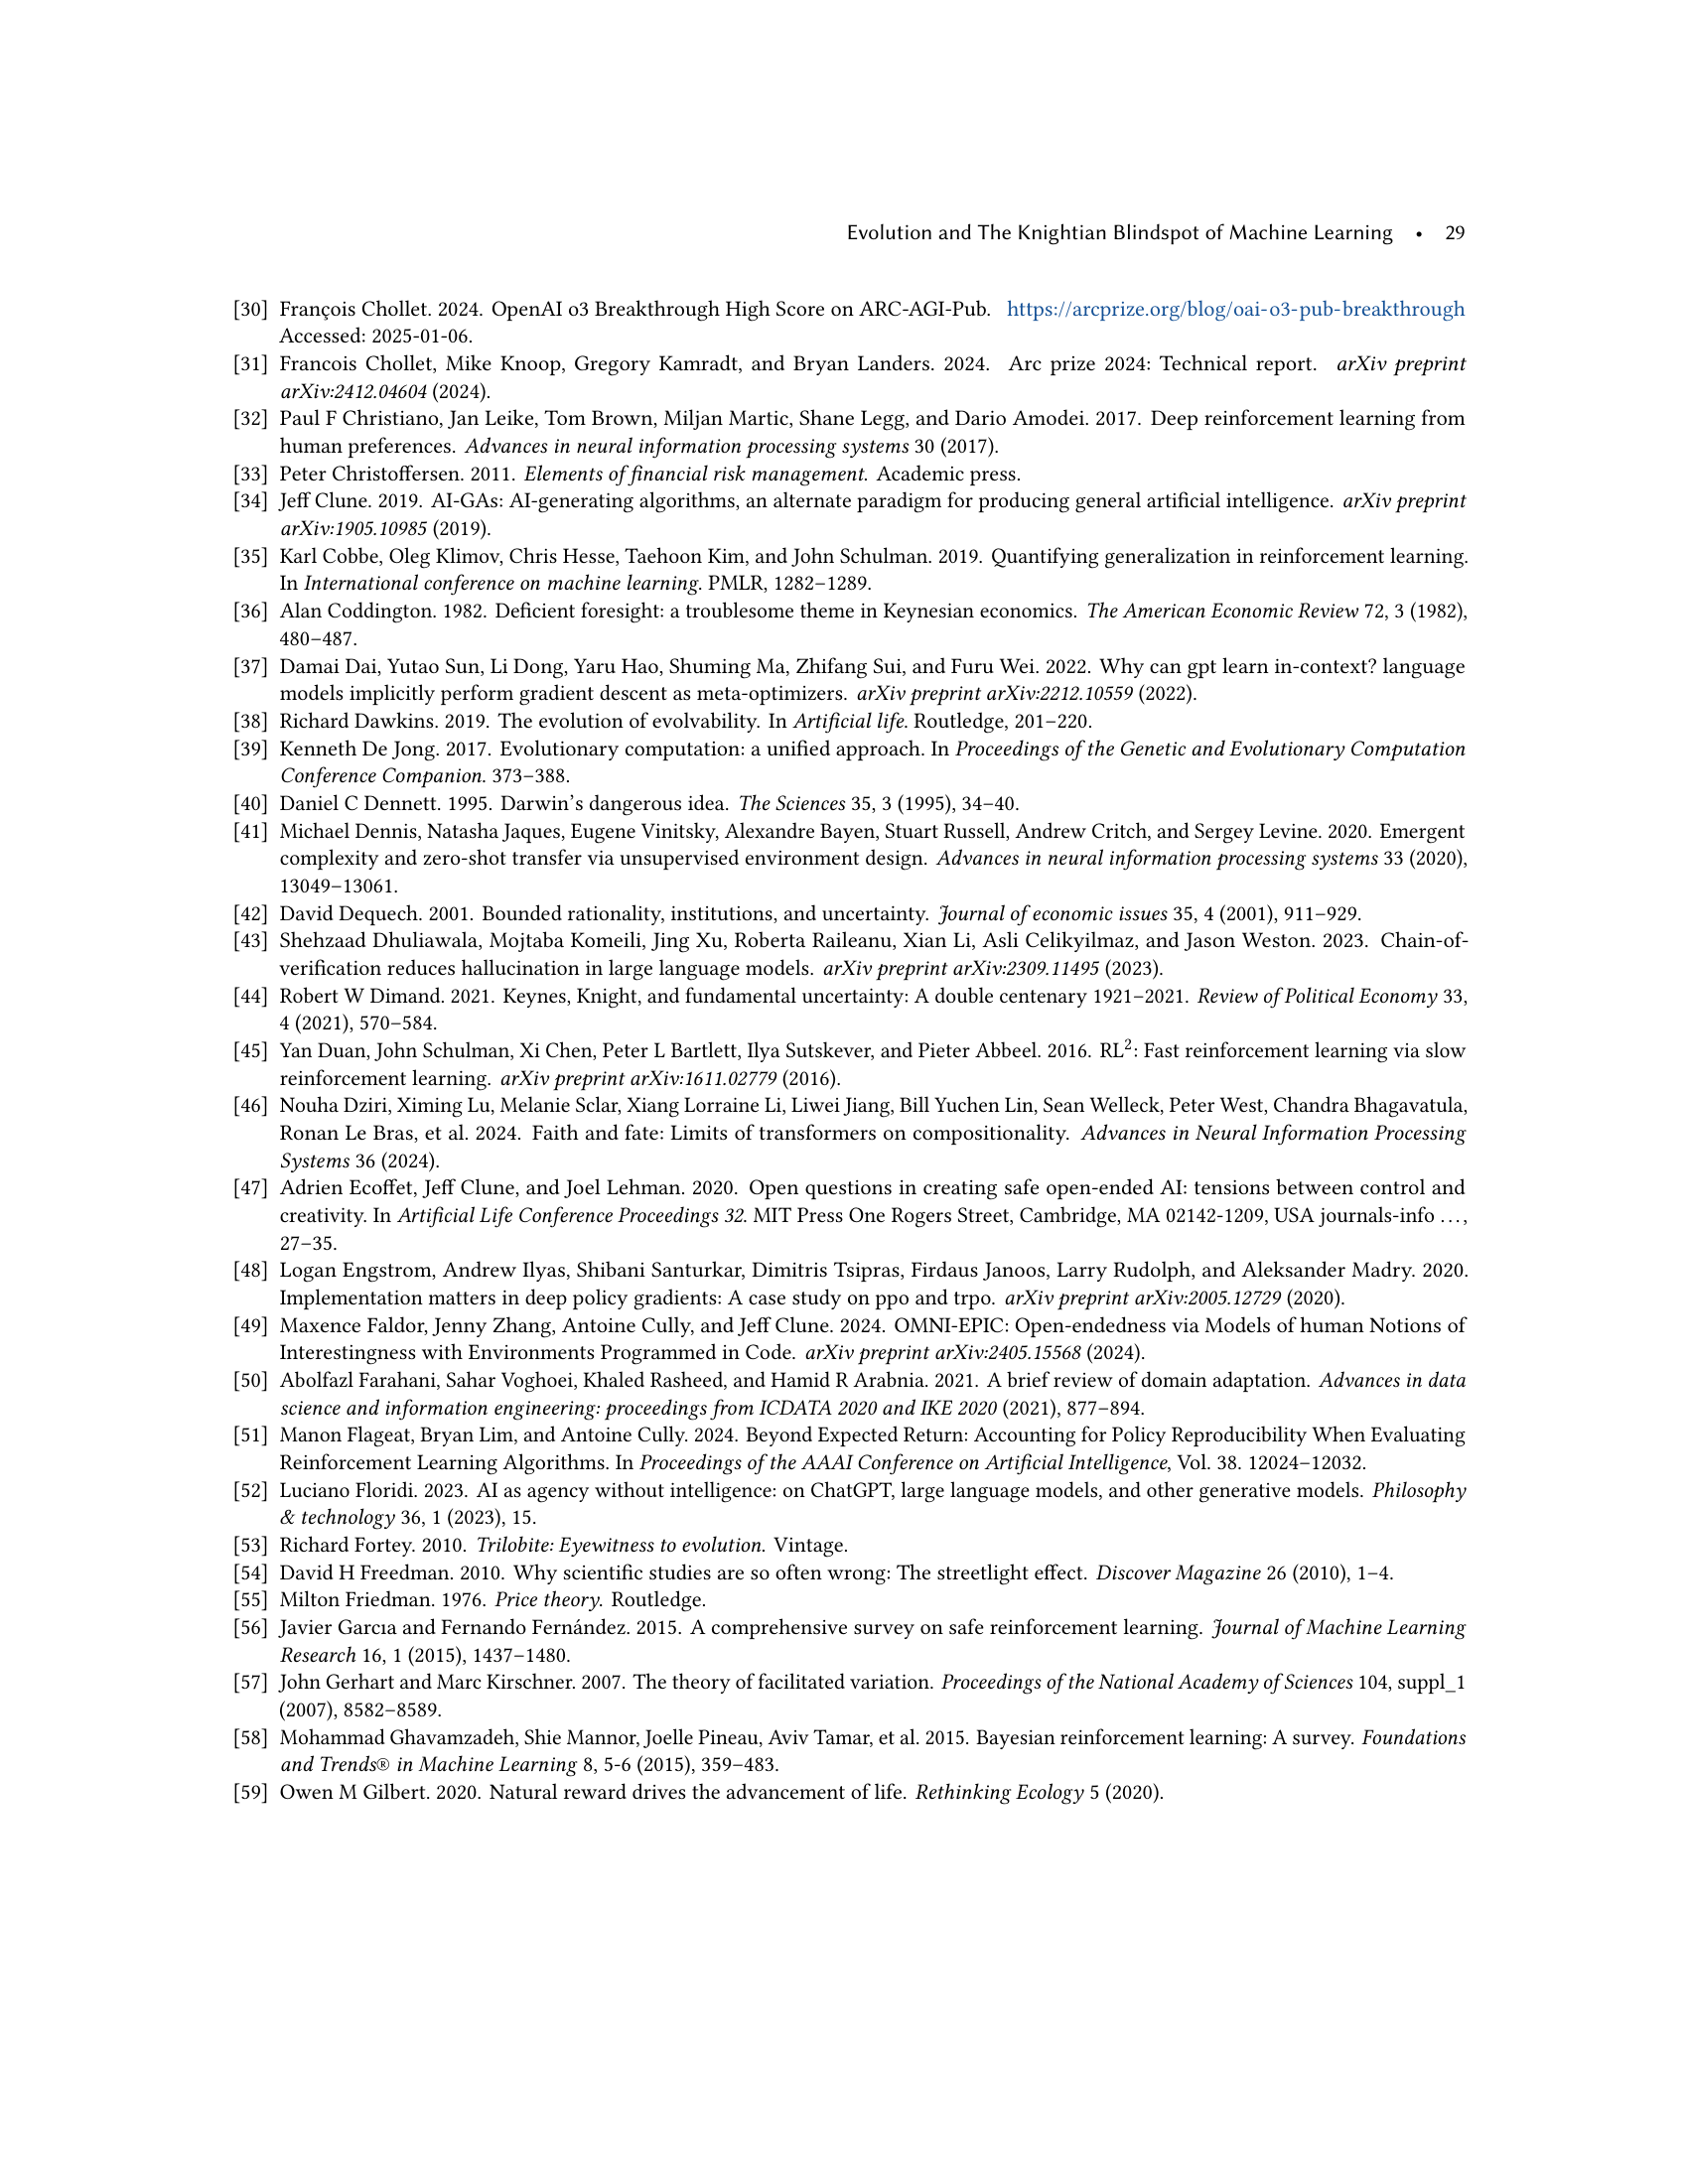 Evolution and The Knightian Blindspot of Machine Learning • 29
[30] François Chollet. 2024. OpenAI o3 Breakthrough High Score on ARC-AGI-Pub. https://arcprize.org/blog/oai-o3-pub-breakthrough
Accessed: 2025-01-06.
[31] Francois Chollet, Mike Knoop, Gregory Kamradt, and Bryan Landers. 2024. Arc prize 2024: Technical report. arXiv preprint
arXiv:2412.04604 (2024).
[32] Paul F Christiano, Jan Leike, Tom Brown, Miljan Martic, Shane Legg, and Dario Amodei. 2017. Deep reinforcement learning from
human preferences. Advances in neural information processing systems 30 (2017).
[33] Peter Christoffersen. 2011. Elements of financial risk management. Academic press.
[34] Jeff Clune. 2019. AI-GAs: AI-generating algorithms, an alternate paradigm for producing general artificial intelligence. arXiv preprint
arXiv:1905.10985 (2019).
[35] Karl Cobbe, Oleg Klimov, Chris Hesse, Taehoon Kim, and John Schulman. 2019. Quantifying generalization in reinforcement learning.
In International conference on machine learning. PMLR, 1282–1289.
[36] Alan Coddington. 1982. Deficient foresight: a troublesome theme in Keynesian economics. The American Economic Review 72, 3 (1982),
480–487.
[37] Damai Dai, Yutao Sun, Li Dong, Yaru Hao, Shuming Ma, Zhifang Sui, and Furu Wei. 2022. Why can gpt learn in-context? language
models implicitly perform gradient descent as meta-optimizers. arXiv preprint arXiv:2212.10559 (2022).
[38] Richard Dawkins. 2019. The evolution of evolvability. In Artificial life. Routledge, 201–220.
[39] Kenneth De Jong. 2017. Evolutionary computation: a unified approach. In Proceedings of the Genetic and Evolutionary Computation
Conference Companion. 373–388.
[40] Daniel C Dennett. 1995. Darwin's dangerous idea. The Sciences 35, 3 (1995), 34–40.
[41] Michael Dennis, Natasha Jaques, Eugene Vinitsky, Alexandre Bayen, Stuart Russell, Andrew Critch, and Sergey Levine. 2020. Emergent
complexity and zero-shot transfer via unsupervised environment design. Advances in neural information processing systems 33 (2020),
13049–13061.
[42] David Dequech. 2001. Bounded rationality, institutions, and uncertainty. Journal of economic issues 35, 4 (2001), 911–929.
[43] Shehzaad Dhuliawala, Mojtaba Komeili, Jing Xu, Roberta Raileanu, Xian Li, Asli Celikyilmaz, and Jason Weston. 2023. Chain-of-
verification reduces hallucination in large language models. arXiv preprint arXiv:2309.11495 (2023).
[44] Robert W Dimand. 2021. Keynes, Knight, and fundamental uncertainty: A double centenary 1921–2021. Review of Political Economy 33,
4 (2021), 570–584.
[45] Yan Duan, John Schulman, Xi Chen, Peter L Bartlett, Ilya Sutskever, and Pieter Abbeel. 2016. RL²: Fast reinforcement learning via slow
reinforcement learning. arXiv preprint arXiv:1611.02779 (2016).
[46] Nouha Dziri, Ximing Lu, Melanie Sclar, Xiang Lorraine Li, Liwei Jiang, Bill Yuchen Lin, Sean Welleck, Peter West, Chandra Bhagavatula,
Ronan Le Bras, et al. 2024. Faith and fate: Limits of transformers on compositionality. Advances in Neural Information Processing
Systems 36 (2024).
[47] Adrien Ecoffet, Jeff Clune, and Joel Lehman. 2020. Open questions in creating safe open-ended AI: tensions between control and
creativity. In Artificial Life Conference Proceedings 32. MIT Press One Rogers Street, Cambridge, MA 02142-1209, USA journals-info ...,
27–35.
[48] Logan Engstrom, Andrew Ilyas, Shibani Santurkar, Dimitris Tsipras, Firdaus Janoos, Larry Rudolph, and Aleksander Madry. 2020.
Implementation matters in deep policy gradients: A case study on ppo and trpo. arXiv preprint arXiv:2005.12729 (2020).
[49] Maxence Faldor, Jenny Zhang, Antoine Cully, and Jeff Clune. 2024. OMNI-EPIC: Open-endedness via Models of human Notions of
Interestingness with Environments Programmed in Code. arXiv preprint arXiv:2405.15568 (2024).
[50] Abolfazl Farahani, Sahar Voghoei, Khaled Rasheed, and Hamid R Arabnia. 2021. A brief review of domain adaptation. Advances in data
science and information engineering: proceedings from ICDATA 2020 and IKE 2020 (2021), 877–894.
[51] Manon Flageat, Bryan Lim, and Antoine Cully. 2024. Beyond Expected Return: Accounting for Policy Reproducibility When Evaluating
Reinforcement Learning Algorithms. In Proceedings of the AAAI Conference on Artificial Intelligence, Vol. 38. 12024–12032.
[52] Luciano Floridi. 2023. AI as agency without intelligence: on ChatGPT, large language models, and other generative models. Philosophy
& technology 36, 1 (2023), 15.
[53] Richard Fortey. 2010. Trilobite: Eyewitness to evolution. Vintage.
[54] David H Freedman. 2010. Why scientific studies are so often wrong: The streetlight effect. Discover Magazine 26 (2010), 1–4.
[55] Milton Friedman. 1976. Price theory. Routledge.
[56] Javier Garcıa and Fernando Fernández. 2015. A comprehensive survey on safe reinforcement learning. Journal of Machine Learning
Research 16, 1 (2015), 1437–1480.
[57] John Gerhart and Marc Kirschner. 2007. The theory of facilitated variation. Proceedings of the National Academy of Sciences 104, suppl_1
(2007), 8582–8589.
[58] Mohammad Ghavamzadeh, Shie Mannor, Joelle Pineau, Aviv Tamar, et al. 2015. Bayesian reinforcement learning: A survey. Foundations
and Trends® in Machine Learning 8, 5-6 (2015), 359–483.
[59] Owen M Gilbert. 2020. Natural reward drives the advancement of life. Rethinking Ecology 5 (2020).